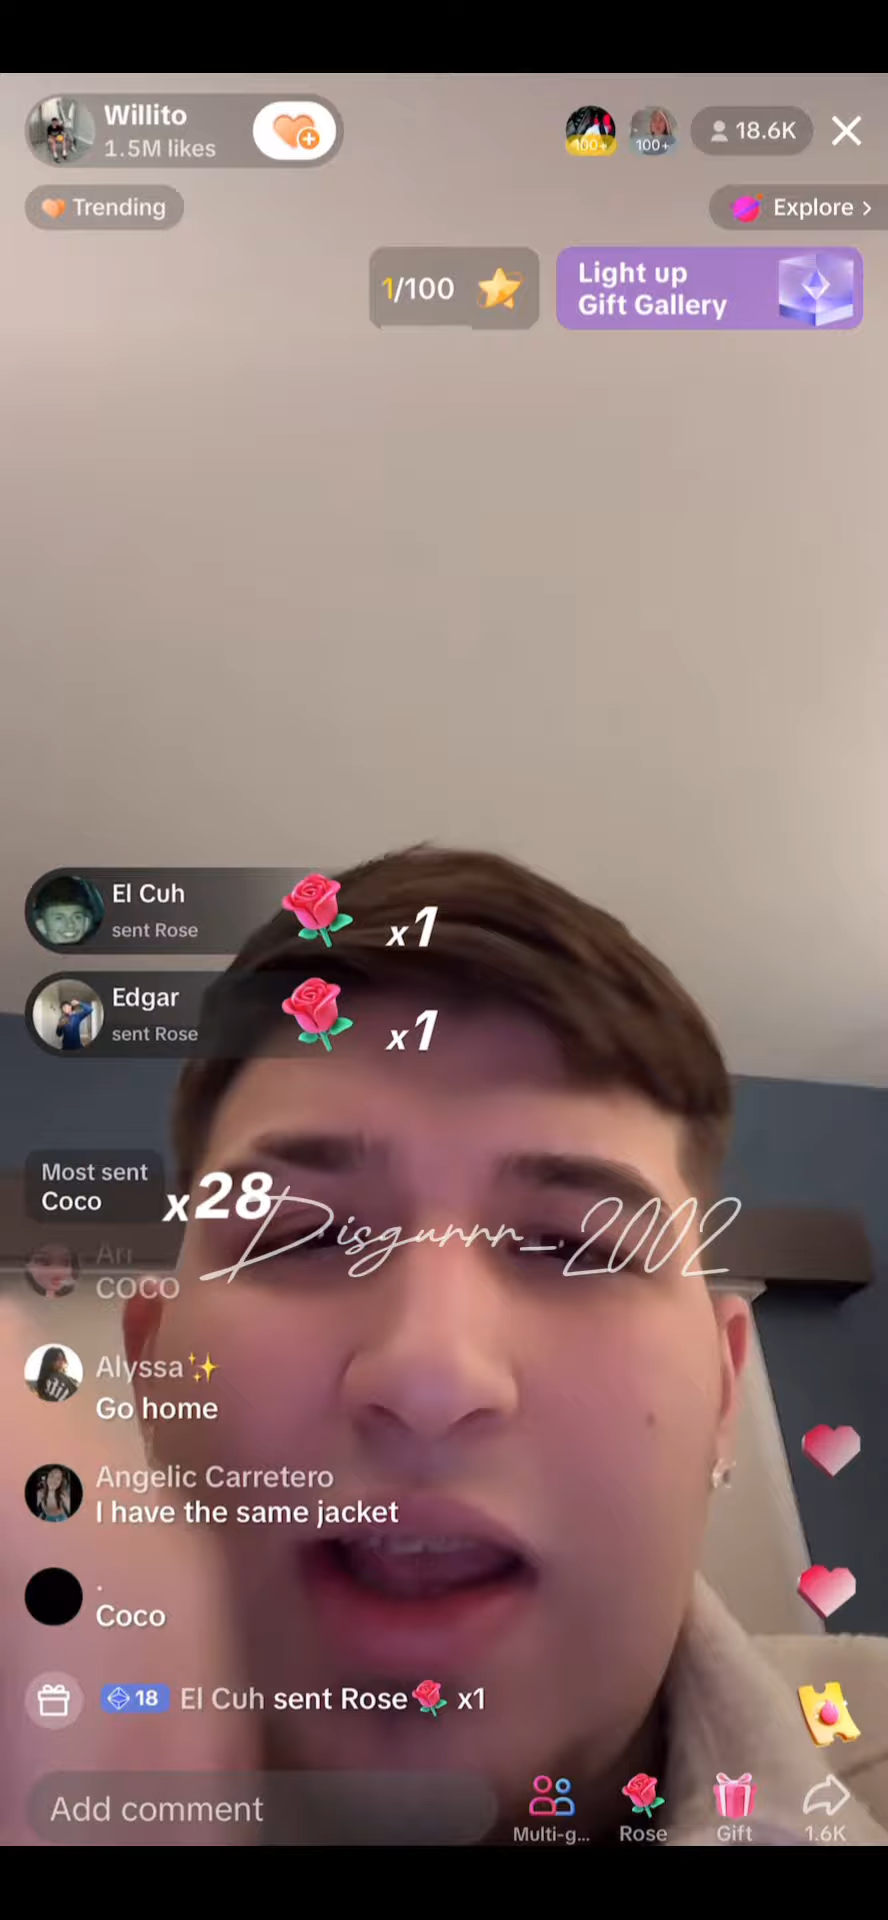 Willito
1.5M likes
100+
100+
18.6K
Trending
Explore >
1/100
Light up
Gift Gallery
El Cuh
sent Rose
x1
Edgar
sent Rose
x1
Most sent
Coco
x28
Disgurrr_2002
Ari
COCO
Alyssa✨
Go home
Angelic Carretero
I have the same jacket
.
Coco
18 El Cuh sent Rose🌹 x1
Add comment
Multi-g...
Rose
Gift
1.6K